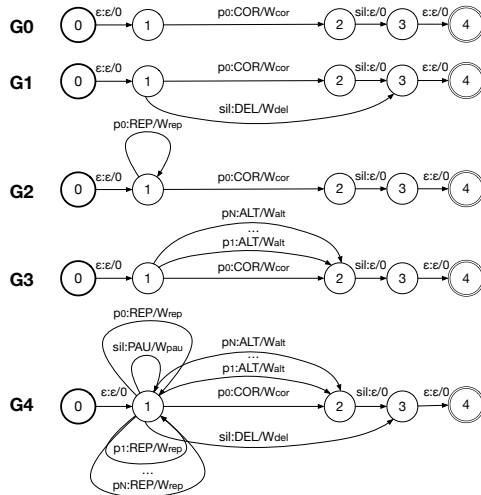 G0
ε:ε/0 p0:COR/Wcor sil:ε/0 ε:ε/0
0 1 2 3 4
G1
ε:ε/0 p0:COR/Wcor sil:ε/0 ε:ε/0
0 1 2 3 4
sil:DEL/Wdel
p0:REP/Wrep
G2
ε:ε/0 p0:COR/Wcor sil:ε/0 ε:ε/0
0 1 2 3 4
pN:ALT/Walt
...
p1:ALT/Walt
G3
ε:ε/0 p0:COR/Wcor sil:ε/0 ε:ε/0
0 1 2 3 4
p0:REP/Wrep
sil:PAU/Wpau
pN:ALT/Walt
...
p1:ALT/Walt
G4
ε:ε/0 p0:COR/Wcor sil:ε/0 ε:ε/0
0 1 2 3 4
sil:DEL/Wdel
p1:REP/Wrep
...
pN:REP/Wrep